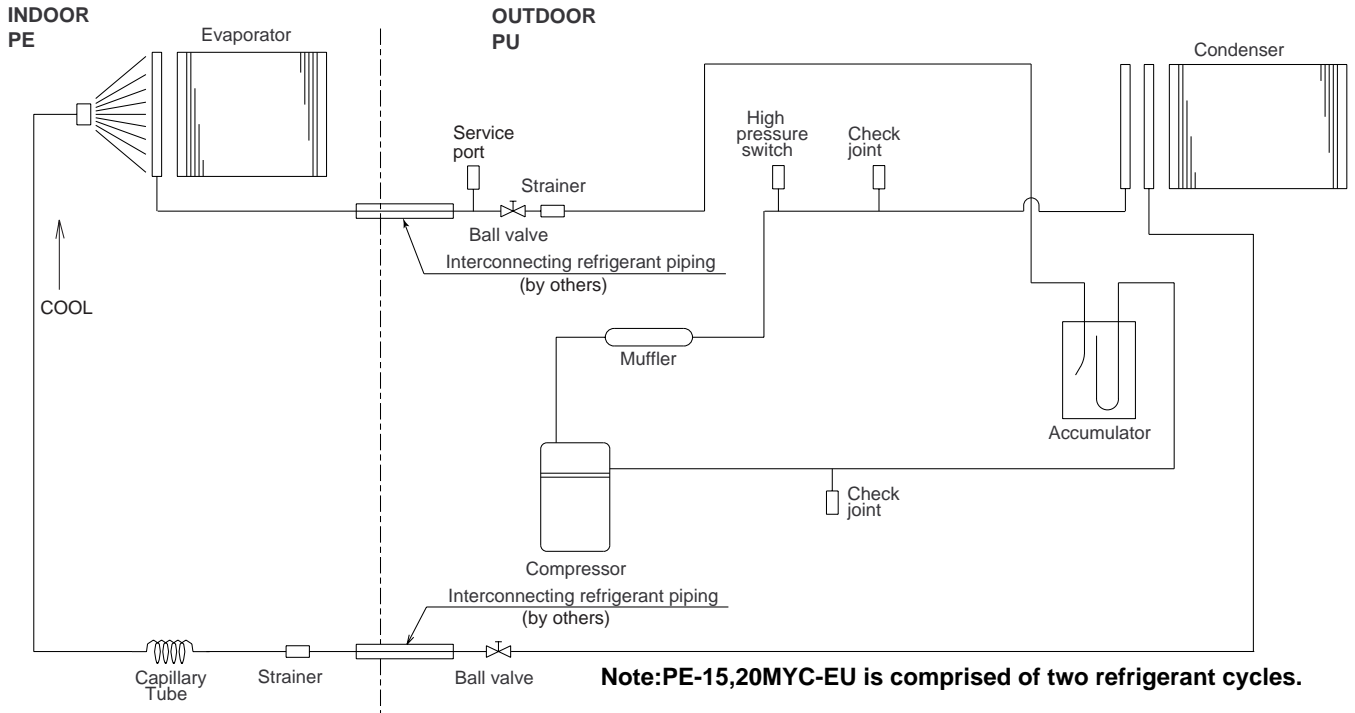 INDOOR
PE
OUTDOOR
PU
Evaporator
Condenser
High
pressure
switch
Check
joint
Service
port
Strainer
Ball valve
Interconnecting refrigerant piping
(by others)
COOL
Muffler
Accumulator
Check
joint
Compressor
Interconnecting refrigerant piping
(by others)
Capillary
Tube
Strainer
Ball valve
Note:PE-15,20MYC-EU is comprised of two refrigerant cycles.